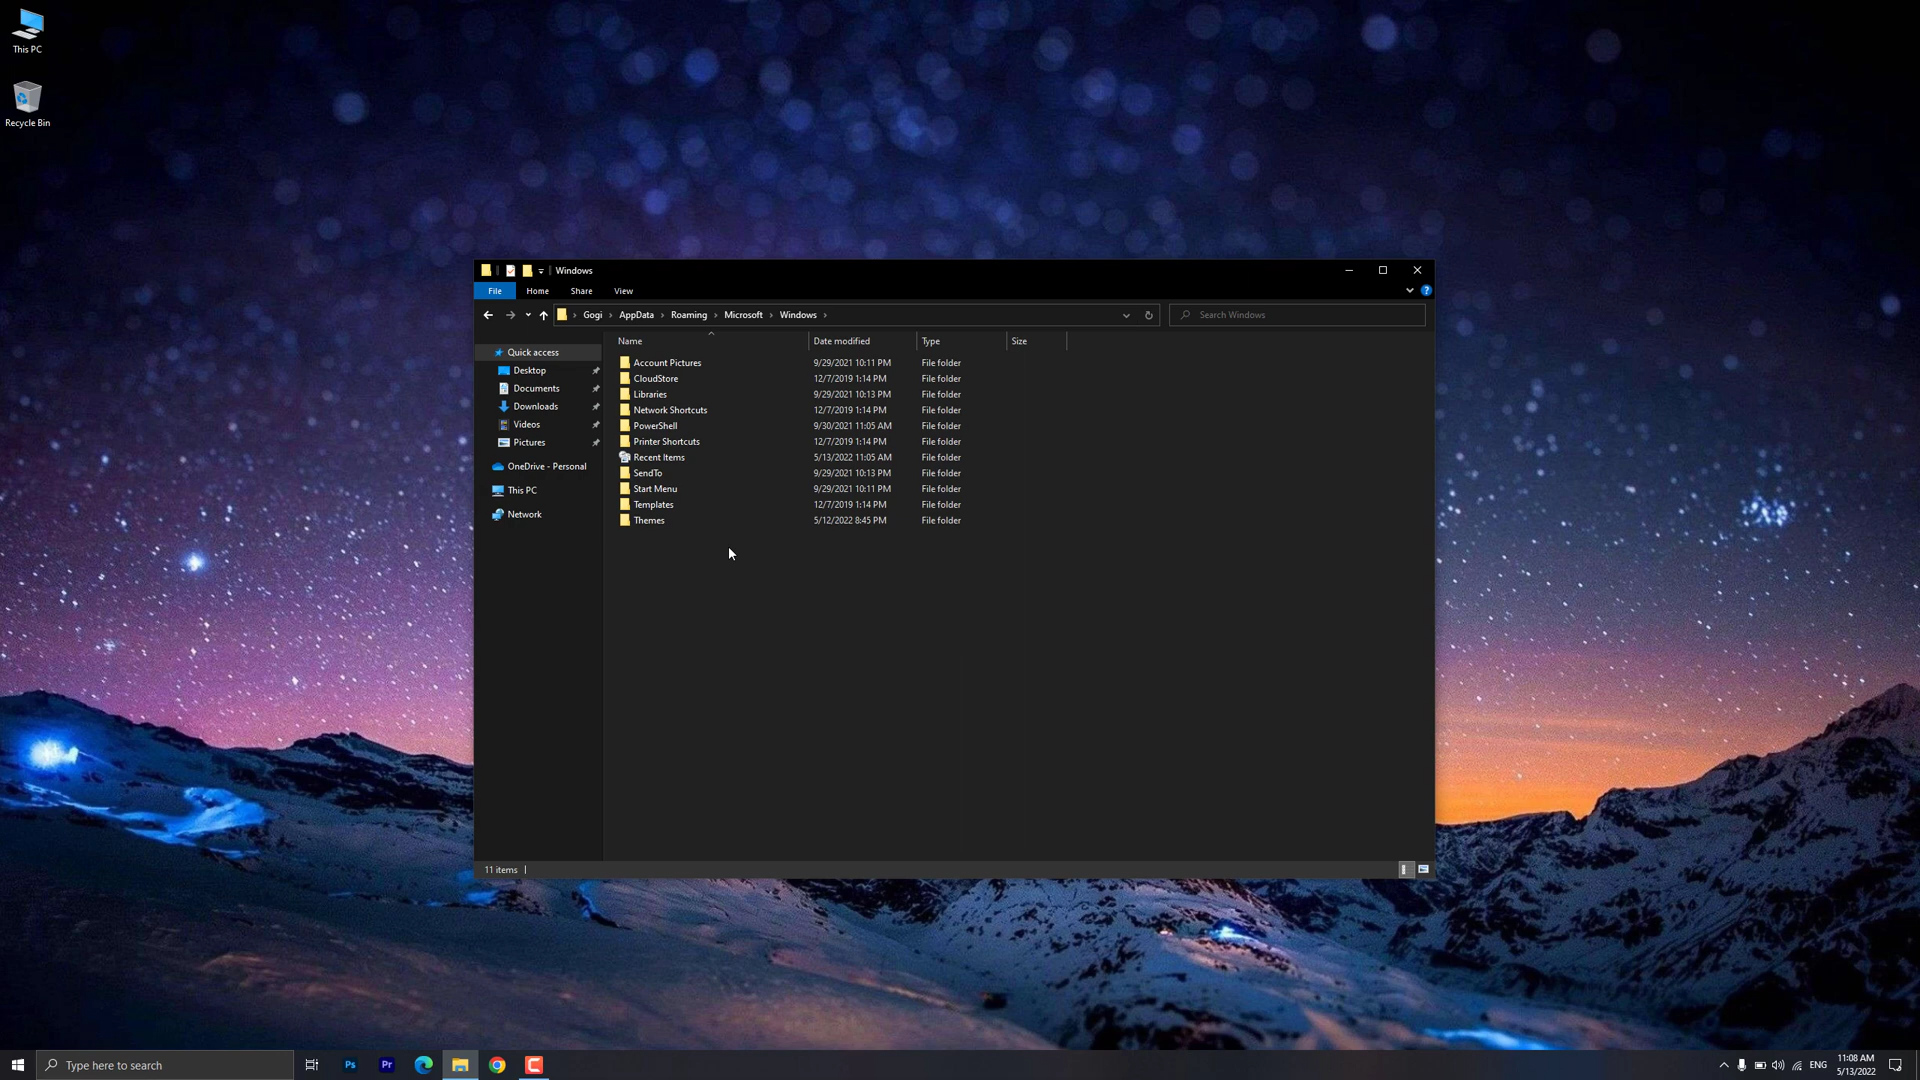 This PC
Recycle Bin
Windows
File Home Share View
Gogi AppData Roaming Microsoft Windows Search Windows
Name Date modified Type Size
Quick access
Desktop
Documents
Downloads
Videos
Pictures
OneDrive - Personal
This PC
Network
Account Pictures 9/29/2021 10:11 PM File folder
CloudStore 12/7/2019 1:14 PM File folder
Libraries 9/29/2021 10:13 PM File folder
Network Shortcuts 12/7/2019 1:14 PM File folder
PowerShell 9/30/2021 11:05 AM File folder
Printer Shortcuts 12/7/2019 1:14 PM File folder
Recent Items 5/13/2022 11:05 AM File folder
SendTo 9/29/2021 10:13 PM File folder
Start Menu 9/29/2021 10:11 PM File folder
Templates 12/7/2019 1:14 PM File folder
Themes 5/12/2022 8:45 PM File folder
11 items
Type here to search Ps Pr ENG 11:08 AM
5/13/2022